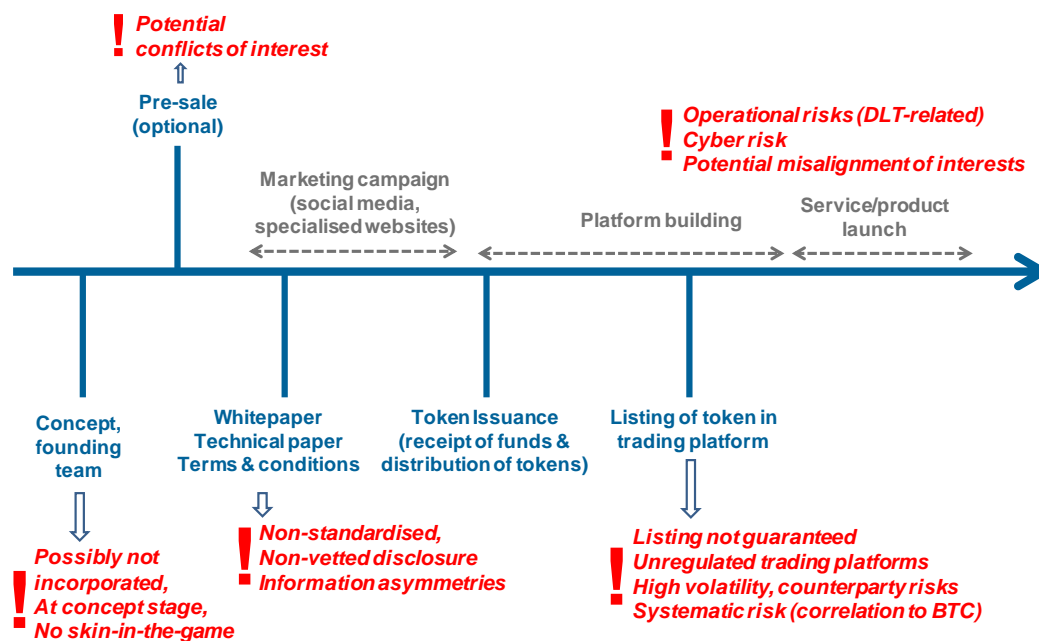 Potential
conflicts of interest
Pre-sale
(optional)
Operational risks (DLT-related)
Cyber risk
Potential misalignment of interests
Marketing campaign
(social media,
specialised websites)
Platform building
Service/product
launch
Concept,
founding
team
Whitepaper
Technical paper
Terms & conditions
Token Issuance
(receipt of funds &
distribution of tokens)
Listing of token in
trading platform
Possibly not
incorporated,
At concept stage,
No skin-in-the-game
Non-standardised,
Non-vetted disclosure
Information asymmetries
Listing not guaranteed
Unregulated trading platforms
High volatility, counterparty risks
Systematic risk (correlation to BTC)